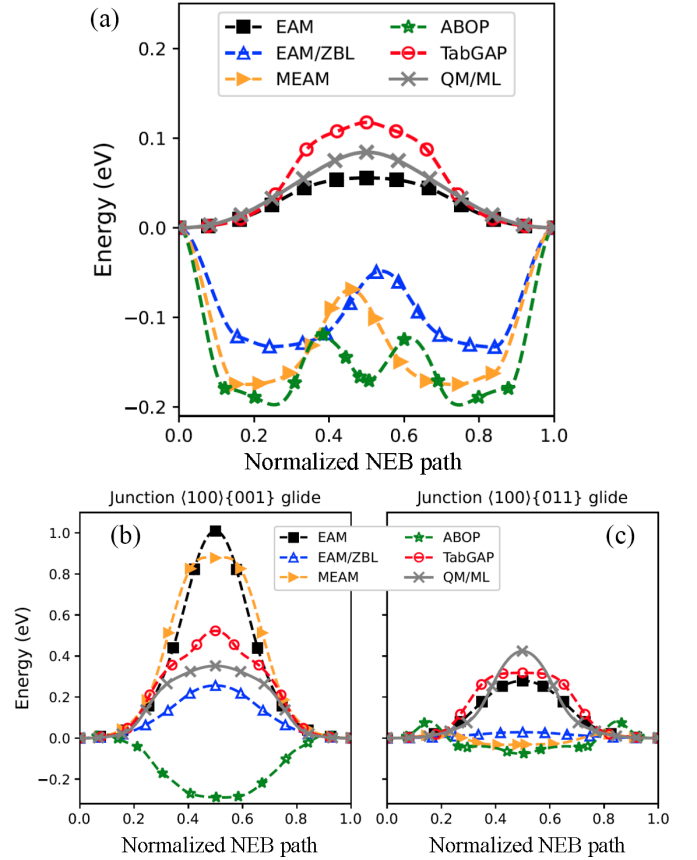 (a)
EAM
EAM/ZBL
MEAM
ABOP
TabGAP
QM/ML
Energy (eV)
0.2
0.1
0.0
−0.1
−0.2
0.0 0.2 0.4 0.6 0.8 1.0
Normalized NEB path
Junction ⟨100⟩{001} glide
(b)
EAM
EAM/ZBL
MEAM
ABOP
TabGAP
QM/ML
Energy (eV)
1.0
0.8
0.6
0.4
0.2
0.0
−0.2
0.0 0.2 0.4 0.6 0.8 1.0
Normalized NEB path
Junction ⟨100⟩{011} glide
(c)
0.0 0.2 0.4 0.6 0.8 1.0
Normalized NEB path